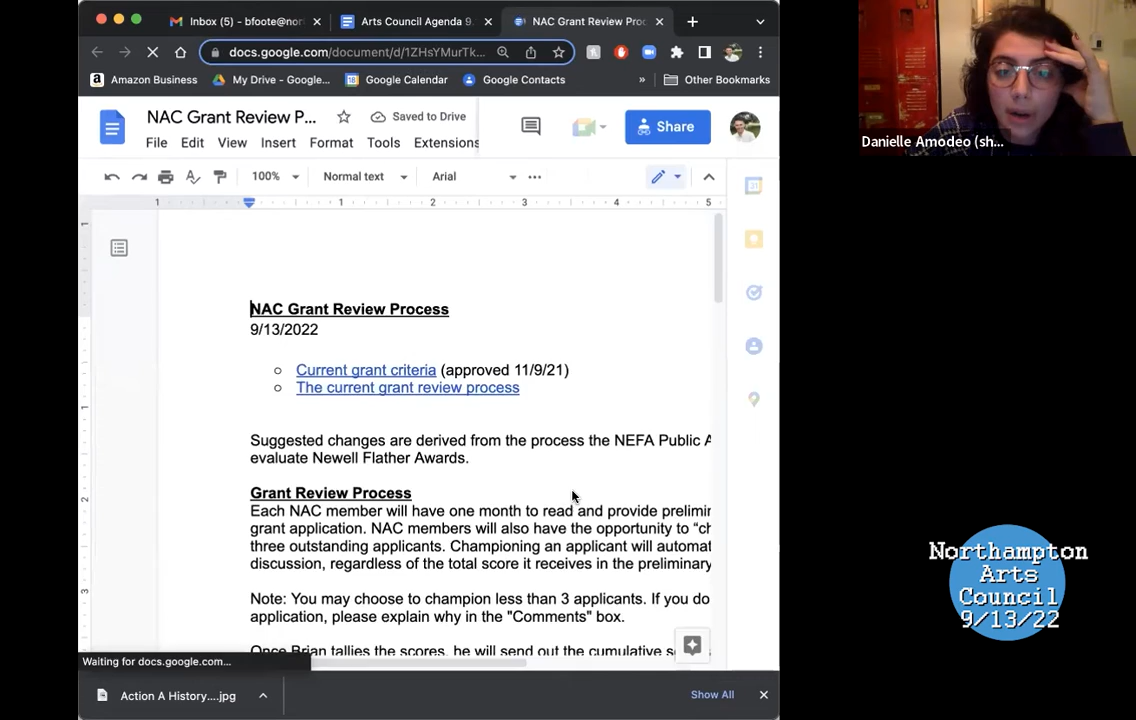 Inbox (5) - bfoote@nor
Arts Council Agenda 9.
NAC Grant Review Pro
docs.google.com/document/d/1ZHsYMurTk...
Amazon Business
My Drive - Google...
Google Calendar
Google Contacts
»
Other Bookmarks
NAC Grant Review P...
Saved to Drive
Share
File Edit View Insert Format Tools Extensions
100% Normal text Arial
1 1 2 3 4 5
NAC Grant Review Process
9/13/2022
Current grant criteria (approved 11/9/21)
The current grant review process
Suggested changes are derived from the process the NEFA Public A
evaluate Newell Flather Awards.
Grant Review Process
Each NAC member will have one month to read and provide prelimin
grant application. NAC members will also have the opportunity to "ch
three outstanding applicants. Championing an applicant will automat
discussion, regardless of the total score it receives in the preliminary
Note: You may choose to champion less than 3 applicants. If you do
application, please explain why in the "Comments" box.
Once Brian tallies the scores, he will send out the cumulative s
Waiting for docs.google.com...
Action A History....jpg
Show All
Danielle Amodeo (sh...
Northampton
Arts
Council
9/13/22